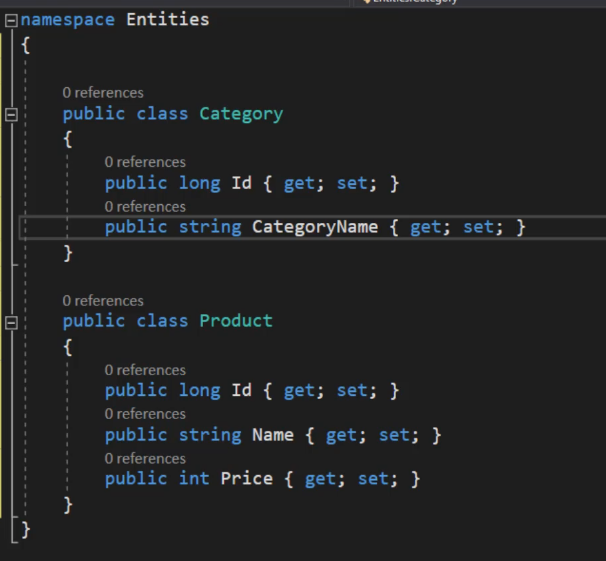 Entities.Category
namespace Entities
{
0 references
public class Category
{
0 references
public long Id { get; set; }
0 references
public string CategoryName { get; set; }
}
0 references
public class Product
{
0 references
public long Id { get; set; }
0 references
public string Name { get; set; }
0 references
public int Price { get; set; }
}
}